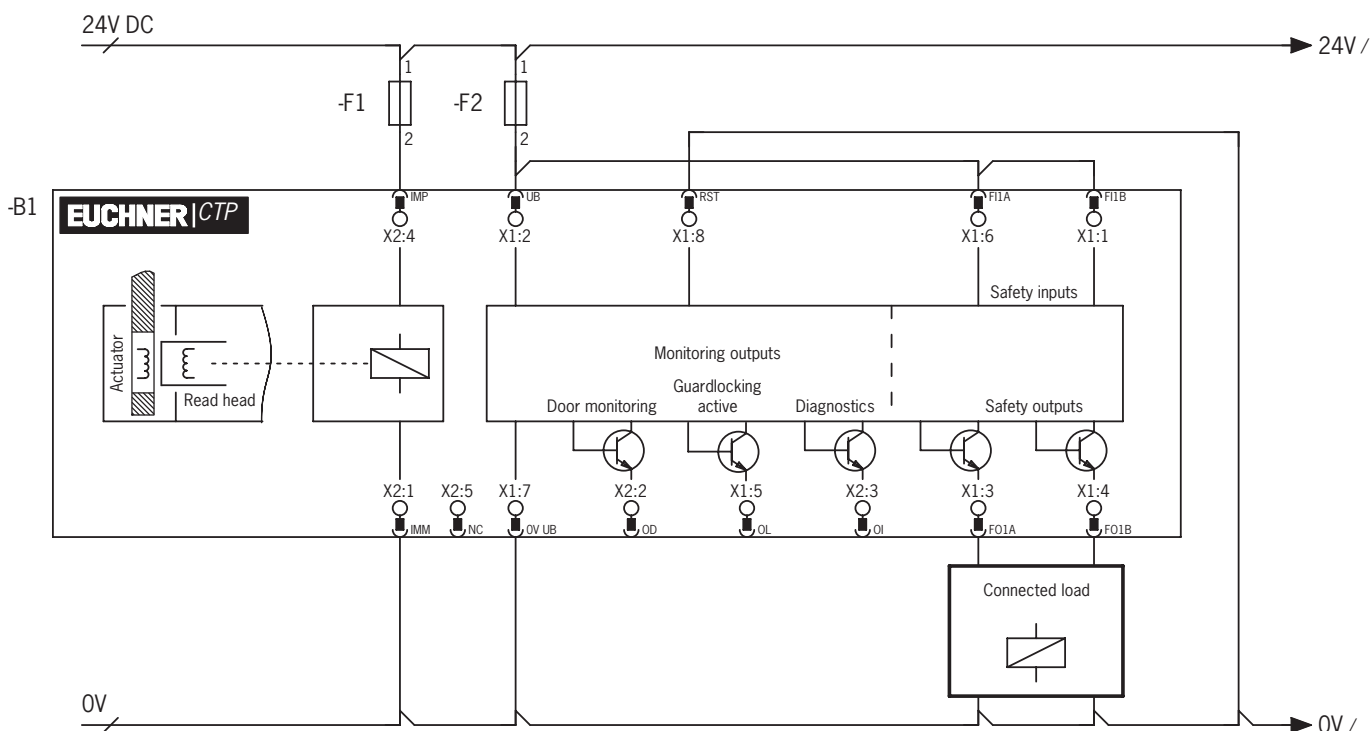 24V DC
24V /
1
1
-F1
-F2
2
2
-B1
EUCHNER|CTP
IMP
UB
RST
FI1A
FI1B
X2:4
X1:2
X1:8
X1:6
X1:1
Safety inputs
Actuator
Read head
Monitoring outputs
Guardlocking
active
Door monitoring
Diagnostics
Safety outputs
X2:1
X2:5
X1:7
X2:2
X1:5
X2:3
X1:3
X1:4
IMM
NC
0V UB
OD
OL
OI
FO1A
FO1B
Connected load
0V
0V /